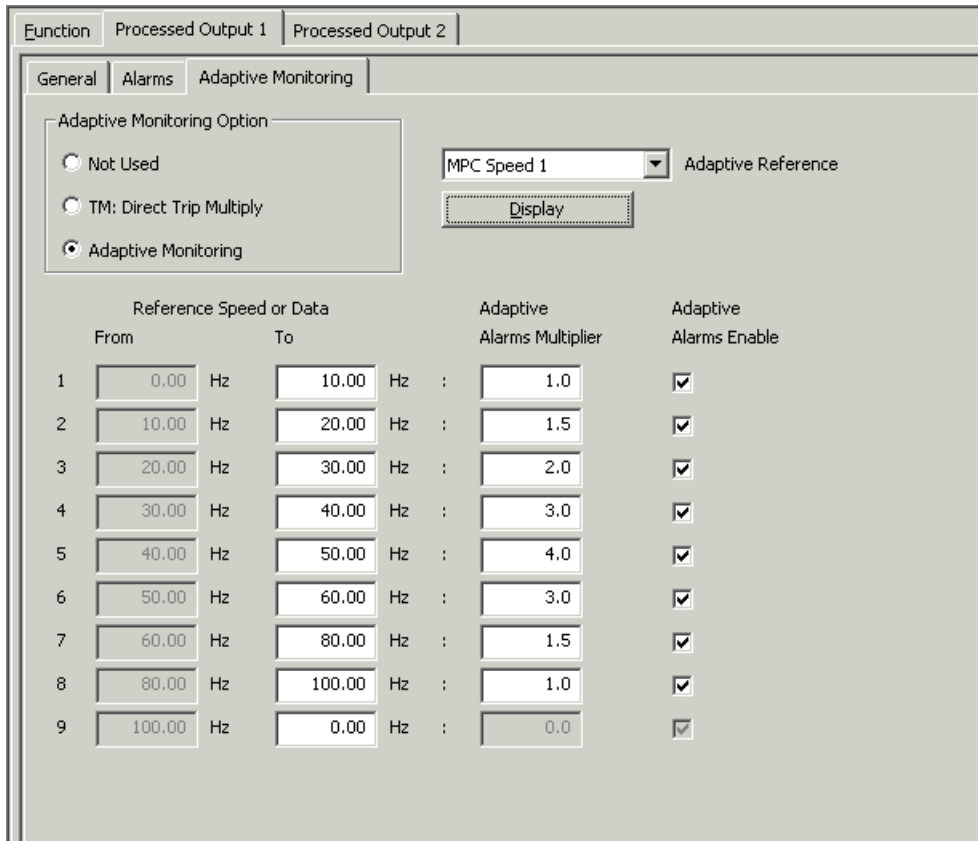 Function Processed Output 1 Processed Output 2
General Alarms Adaptive Monitoring
Adaptive Monitoring Option
Not Used
MPC Speed 1 Adaptive Reference
TM: Direct Trip Multiply
Display
Adaptive Monitoring
Reference Speed or Data Adaptive Adaptive
From To Alarms Multiplier Alarms Enable
1 0.00 Hz 10.00 Hz : 1.0
2 10.00 Hz 20.00 Hz : 1.5
3 20.00 Hz 30.00 Hz : 2.0
4 30.00 Hz 40.00 Hz : 3.0
5 40.00 Hz 50.00 Hz : 4.0
6 50.00 Hz 60.00 Hz : 3.0
7 60.00 Hz 80.00 Hz : 1.5
8 80.00 Hz 100.00 Hz : 1.0
9 100.00 Hz 0.00 Hz : 0.0